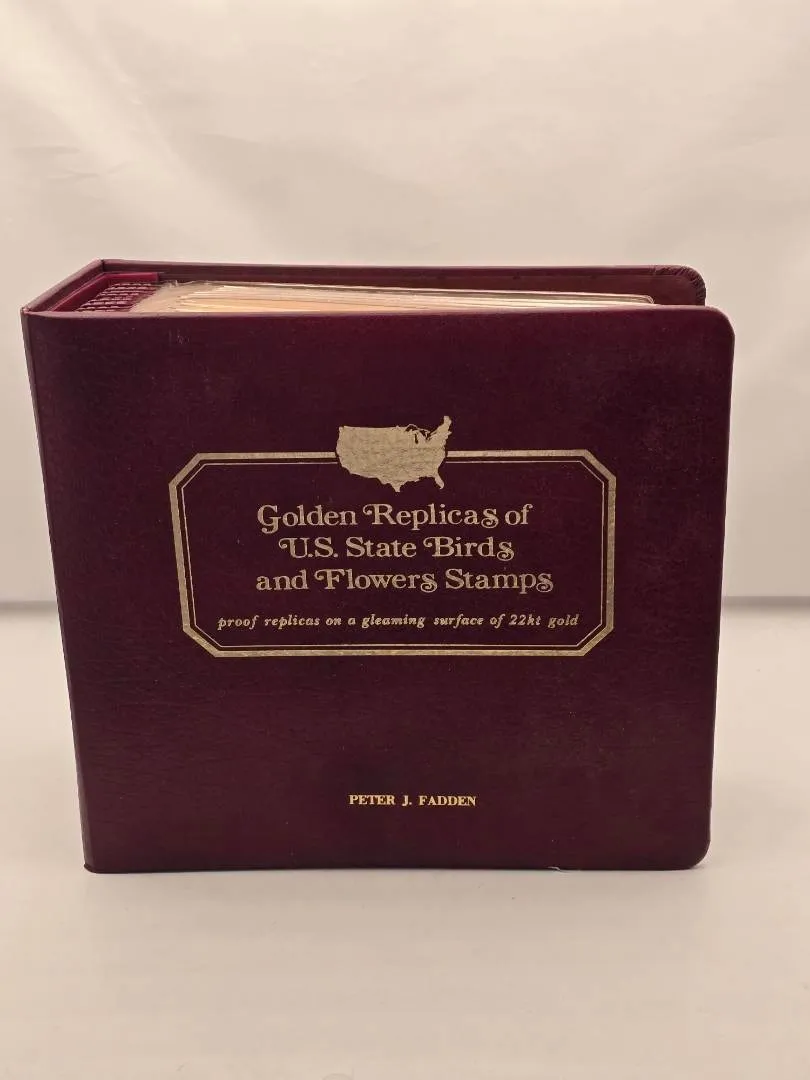 Golden Replicas of
U.S. State Birds
and Flowers Stamps
proof replicas on a gleaming surface of 22kt gold
PETER J. FADDEN